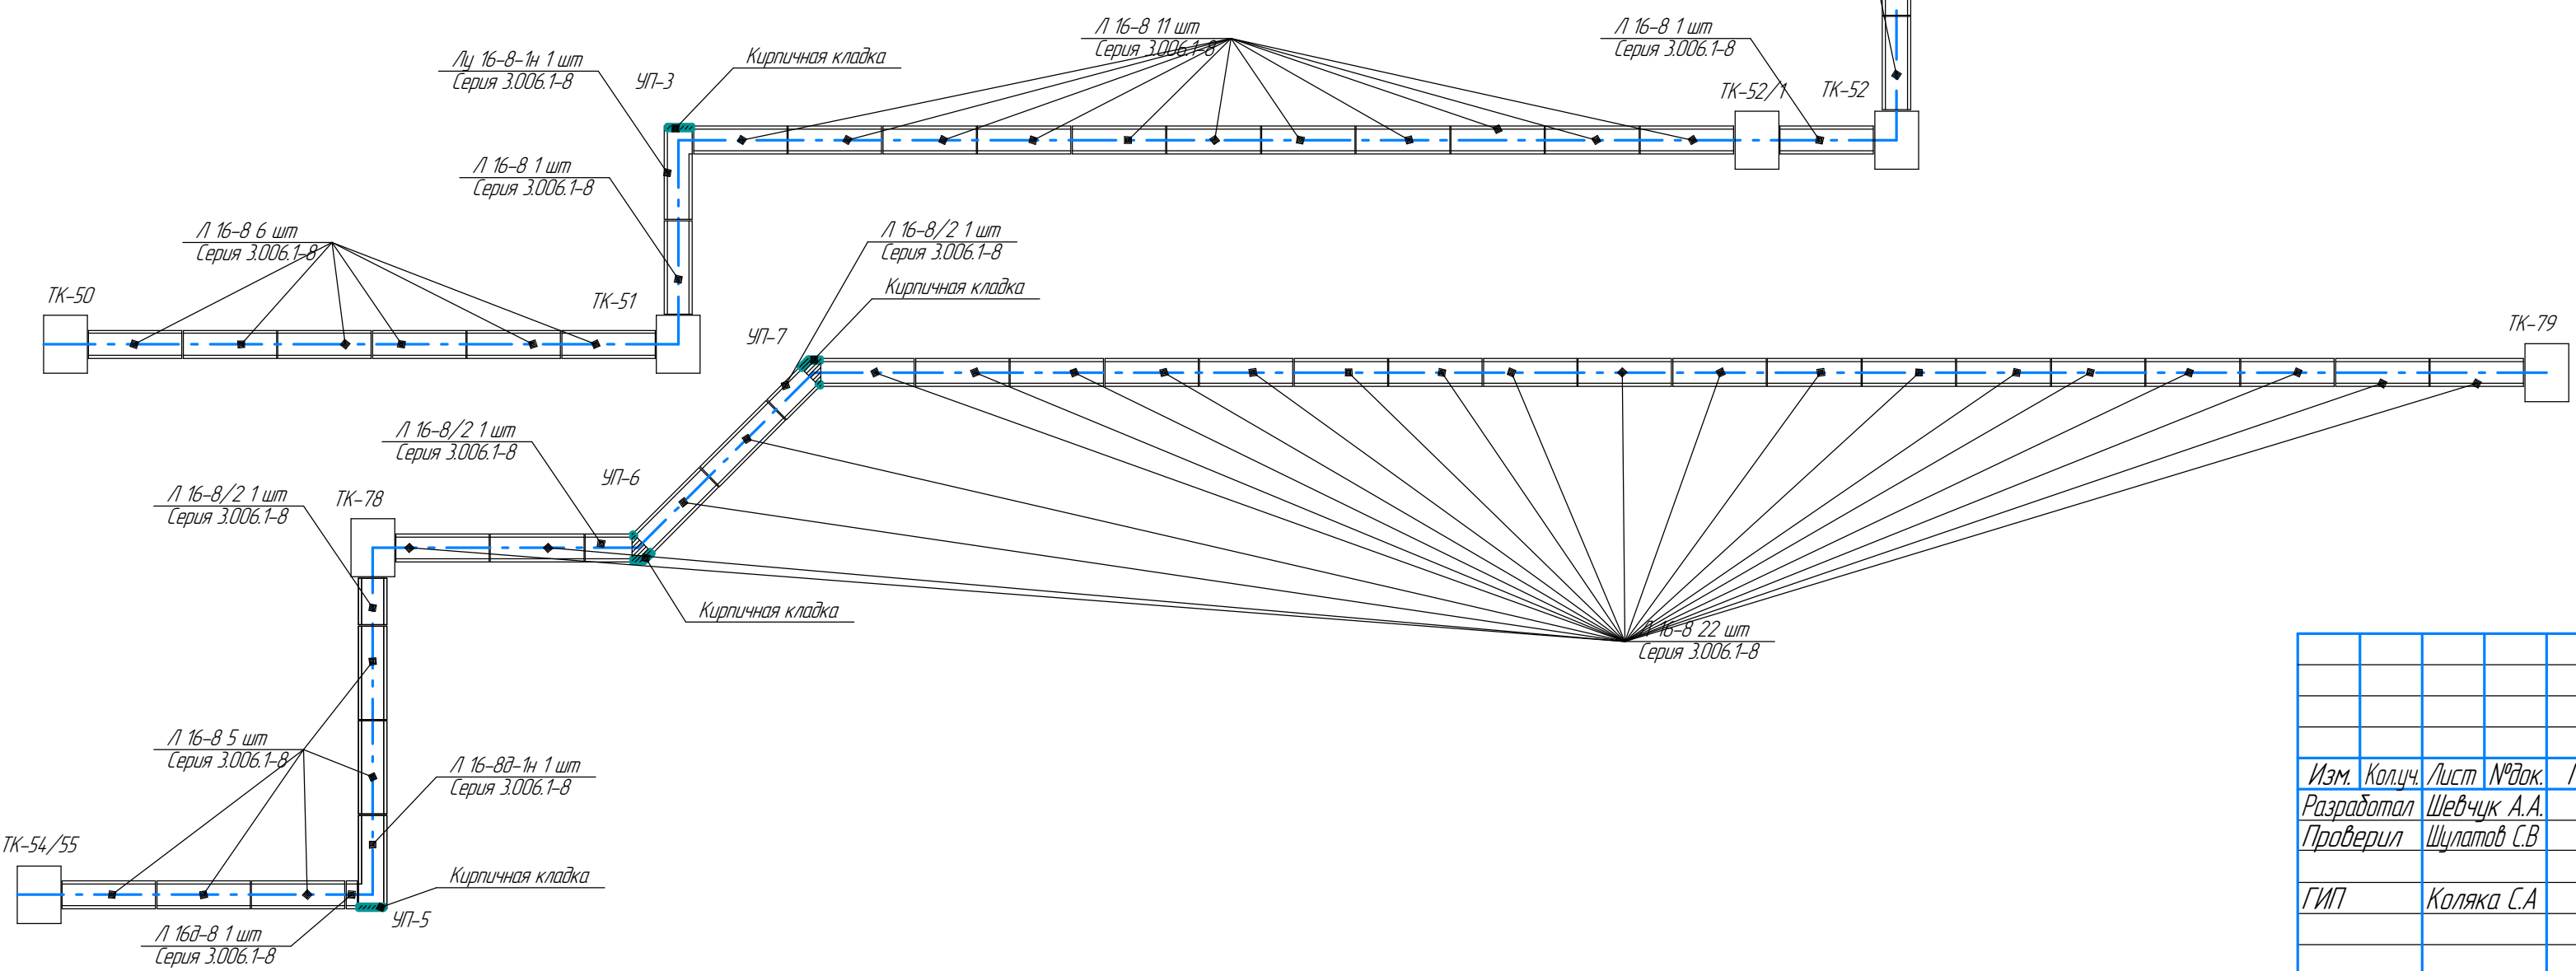 Л 16-8 11 шт
Серия 3.006.1-8
Л 16-8 1 шт
Серия 3.006.1-8
Лу 16-8-1н 1 шт
Серия 3.006.1-8
УП-3
Кирпичная кладка
ТК-52/1
ТК-52
Л 16-8 1 шт
Серия 3.006.1-8
Л 16-8 6 шт
Серия 3.006.1-8
ТК-50
ТК-51
Л 16-8/2 1 шт
Серия 3.006.1-8
Кирпичная кладка
УП-7
ТК-79
Л 16-8/2 1 шт
Серия 3.006.1-8
УП-6
Л 16-8/2 1 шт
Серия 3.006.1-8
ТК-78
Кирпичная кладка
Л 16-8 22 шт
Серия 3.006.1-8
Л 16-8 5 шт
Серия 3.006.1-8
Л 16-8д-1н 1 шт
Серия 3.006.1-8
ТК-54/55
Кирпичная кладка
УП-5
Л 16д-8 1 шт
Серия 3.006.1-8
Изм. Кол.уч. Лист №док.
Разработал Шевчук А.А.
Проверил Шулатов С.В
ГИП Коляка С.А